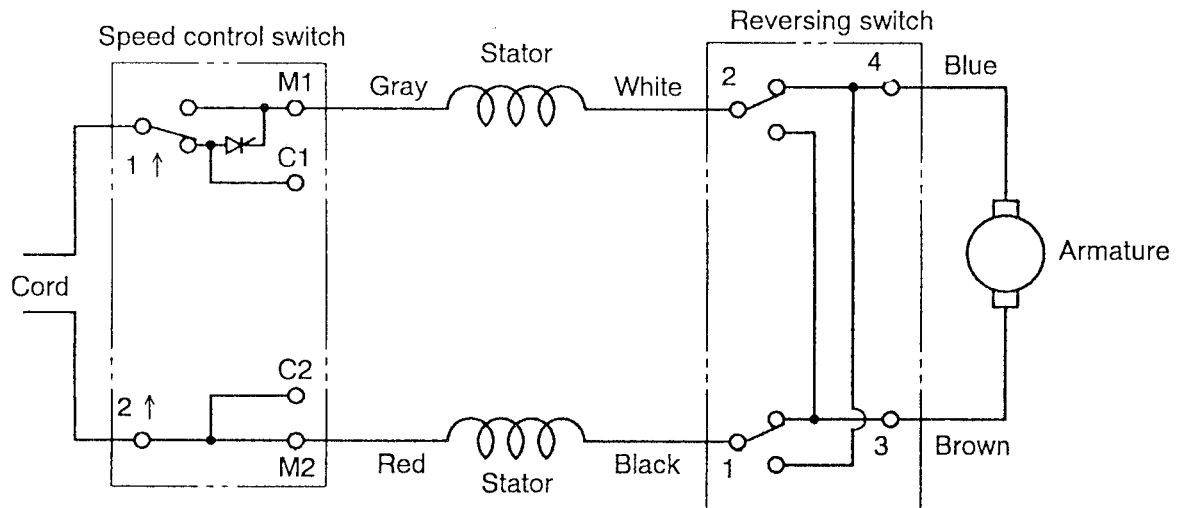 Speed control switch
Stator
Reversing switch
M1
Gray
White
2
4
Blue
1 ↑
C1
Cord
Armature
C2
2 ↑
M2
Red
Stator
Black
1
3
Brown